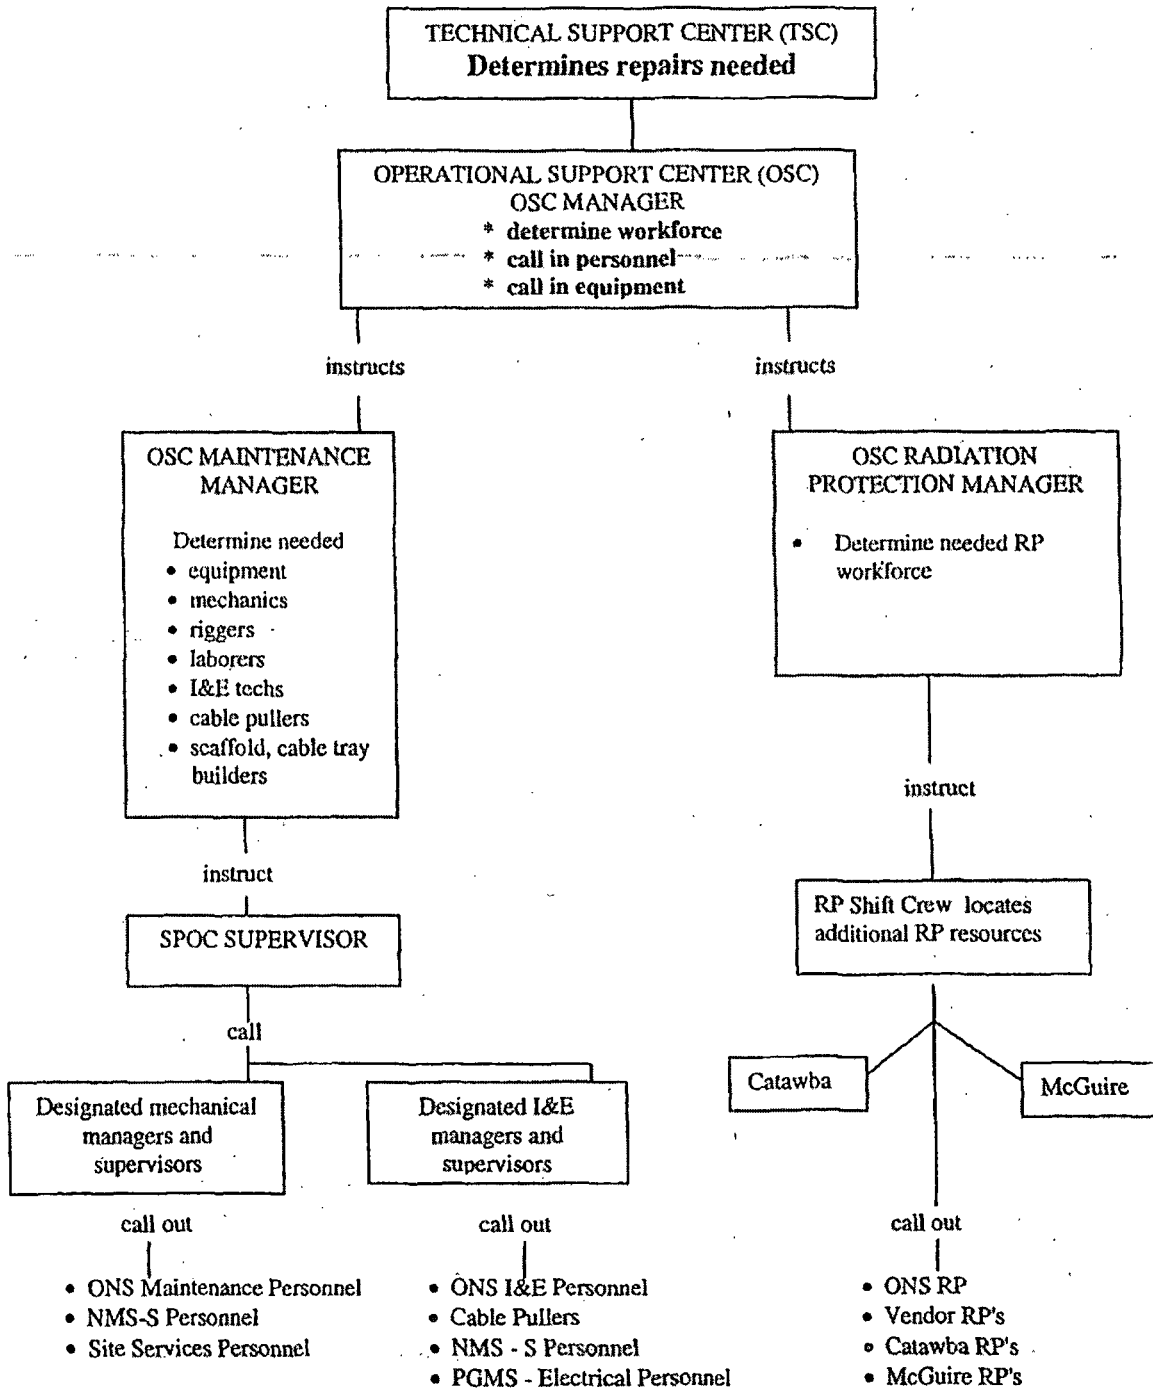 TECHNICAL SUPPORT CENTER (TSC)
Determines repairs needed
OPERATIONAL SUPPORT CENTER (OSC)
OSC MANAGER
* determine workforce
* call in personnel
* call in equipment
instructs
instructs
OSC MAINTENANCE
MANAGER
Determine needed
• equipment
• mechanics
• riggers
• laborers
• I&E techs
• cable pullers
• scaffold, cable tray
builders
OSC RADIATION
PROTECTION MANAGER
• Determine needed RP
workforce
instruct
instruct
SPOC SUPERVISOR
RP Shift Crew locates
additional RP resources
call
Designated mechanical
managers and
supervisors
Designated I&E
managers and
supervisors
Catawba
McGuire
call out
• ONS Maintenance Personnel
• NMS-S Personnel
• Site Services Personnel
call out
• ONS I&E Personnel
• Cable Pullers
• NMS - S Personnel
• PGMS - Electrical Personnel
call out
• ONS RP
• Vendor RP's
• Catawba RP's
• McGuire RP's